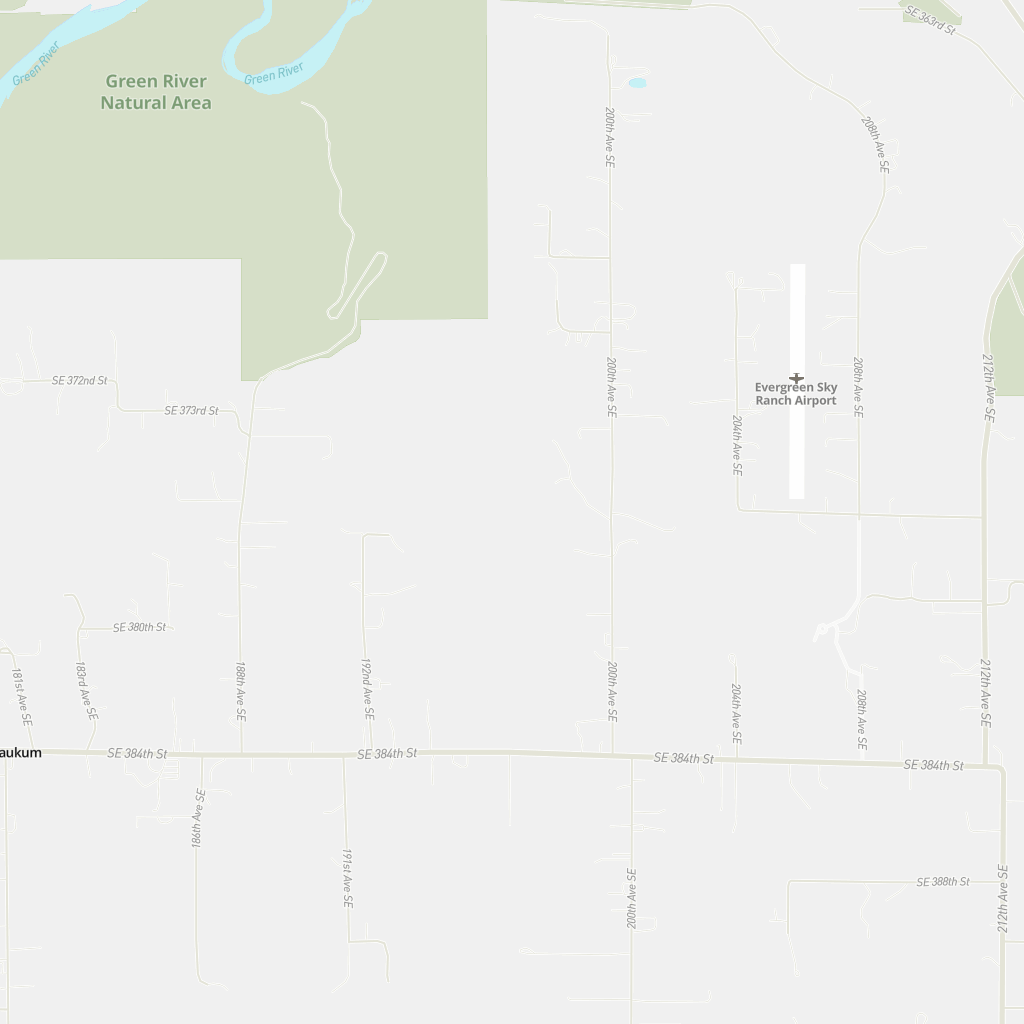 SE 363rd St
Green River
Green River
Green River
Natural Area
200th Ave SE
208th Ave SE
SE 372nd St
SE 373rd St
200th Ave SE
Evergreen Sky
Ranch Airport
208th Ave SE
212th Ave SE
204th Ave SE
SE 380th St
181st Ave SE
183rd Ave SE
188th Ave SE
192nd Ave SE
200th Ave SE
204th Ave SE
208th Ave SE
212th Ave SE
aukum
SE 384th St
SE 384th St
SE 384th St
SE 384th St
186th Ave SE
191st Ave SE
200th Ave SE
SE 388th St
212th Ave SE